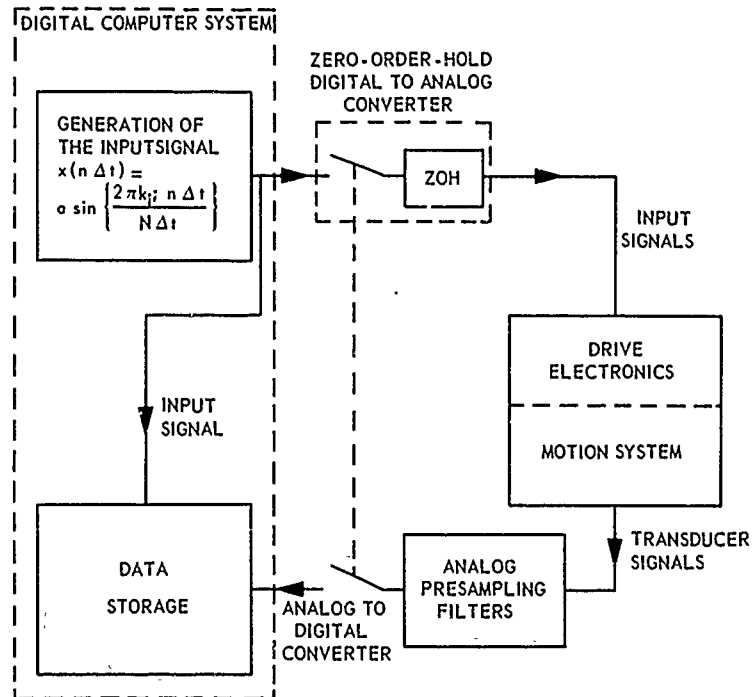 DIGITAL COMPUTER SYSTEM
ZERO-ORDER-HOLD
DIGITAL TO ANALOG
CONVERTER
GENERATION OF
THE INPUTSIGNAL
x(n Δt) =
a sin { 2πkj; n Δt / N Δt }
ZOH
INPUT
SIGNALS
DRIVE
ELECTRONICS
MOTION SYSTEM
INPUT
SIGNAL
TRANSDUCER
SIGNALS
DATA
STORAGE
ANALOG TO
DIGITAL
CONVERTER
ANALOG
PRESAMPLING
FILTERS